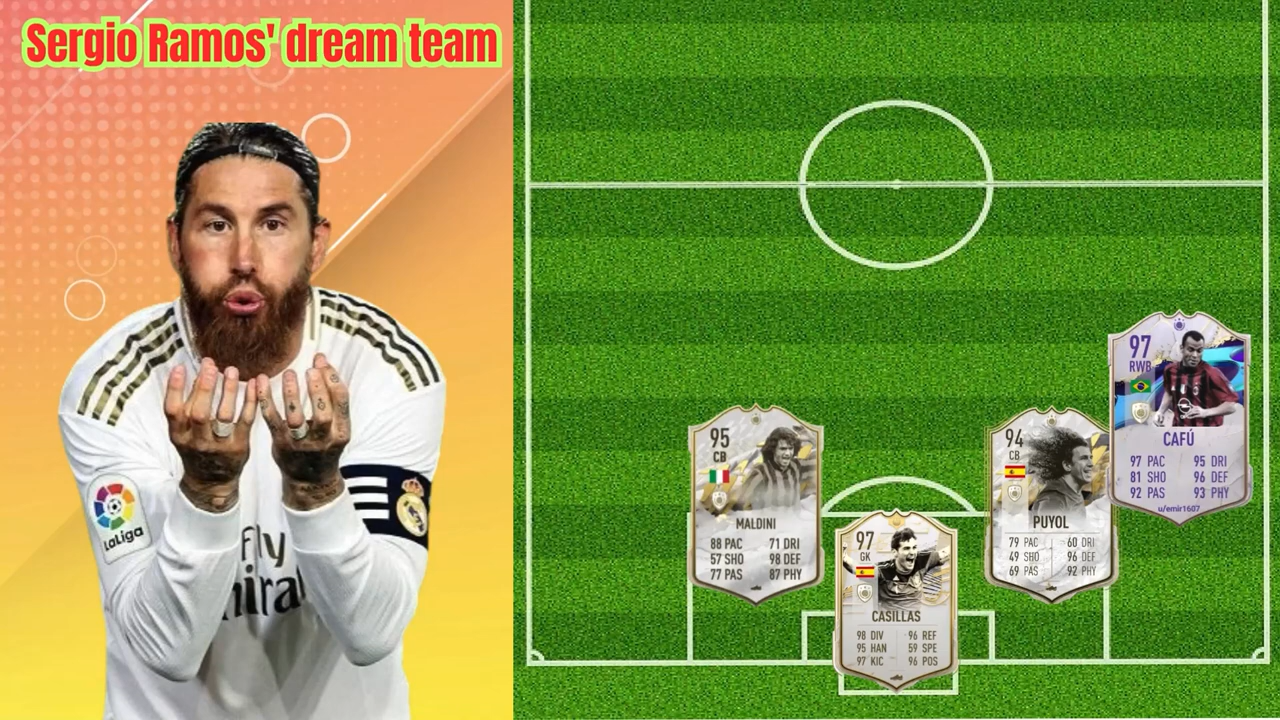 Sergio Ramos' dream team
LaLiga
Fly
97
RWB
CAFÚ
97 PAC 95 DRI
81 SHO 96 DEF
92 PAS 93 PHY
u/emir1607
95
CB
MALDINI
88 PAC 71 DRI
57 SHO 98 DEF
77 PAS 87 PHY
94
CB
PUYOL
79 PAC 60 DRI
49 SHO 96 DEF
69 PAS 92 PHY
97
GK
CASILLAS
98 DIV 96 REF
95 HAN 59 SPE
97 KIC 96 POS